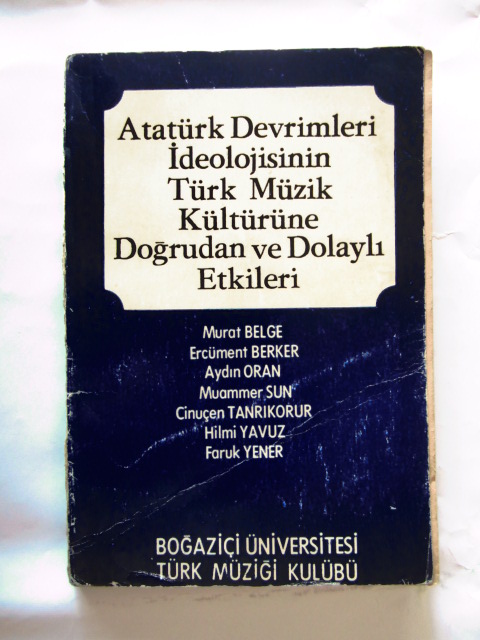 Atatürk Devrimleri
İdeolojisinin
Türk Müzik
Kültürüne
Doğrudan ve Dolaylı
Etkileri
Murat BELGE
Ercüment BERKER
Aydın ORAN
Muammer SUN
Cinuçen TANRIKORUR
Hilmi YAVUZ
Faruk YENER
BOĞAZİÇİ ÜNİVERSİTESİ
TÜRK MÜZİĞİ KULÜBÜ